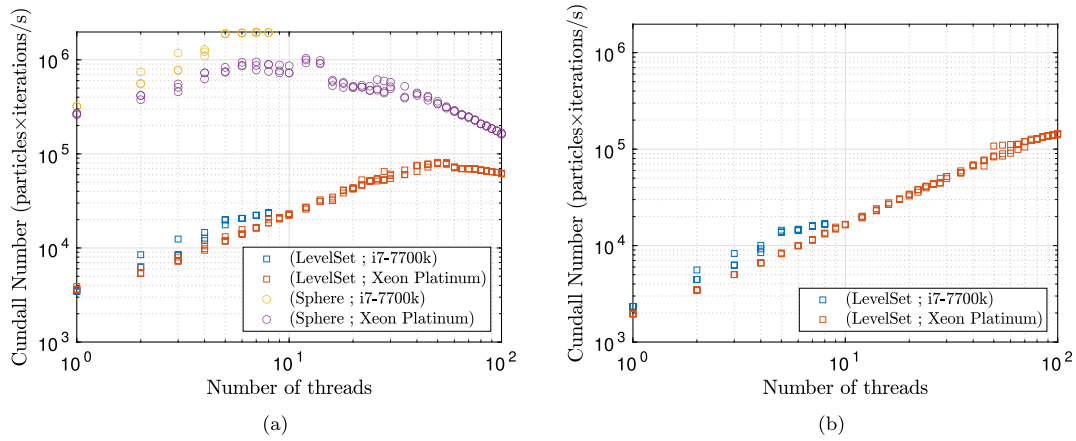 Cundall Number (particles×iterations/s)
10^6
10^5
10^4
10^3
(LevelSet ; i7-7700k)
(LevelSet ; Xeon Platinum)
(Sphere ; i7-7700k)
(Sphere ; Xeon Platinum)
10^0
10^1
10^2
Number of threads
(a)
Cundall Number (particles×iterations/s)
10^6
10^5
10^4
10^3
(LevelSet ; i7-7700k)
(LevelSet ; Xeon Platinum)
10^0
10^1
10^2
Number of threads
(b)